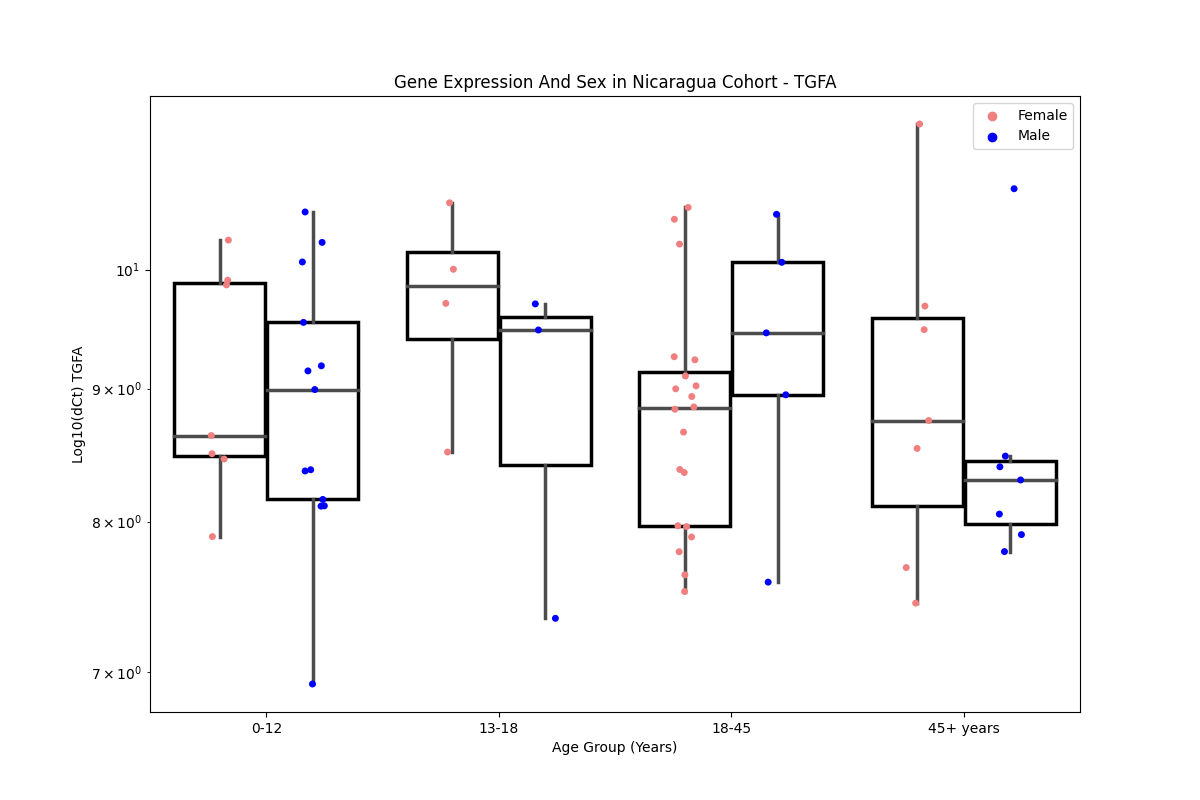 Gene Expression And Sex in Nicaragua Cohort - TGFA
Female
Male
Log10(dCt) TGFA
10¹
9 × 10⁰
8 × 10⁰
7 × 10⁰
0-12
13-18
18-45
45+ years
Age Group (Years)